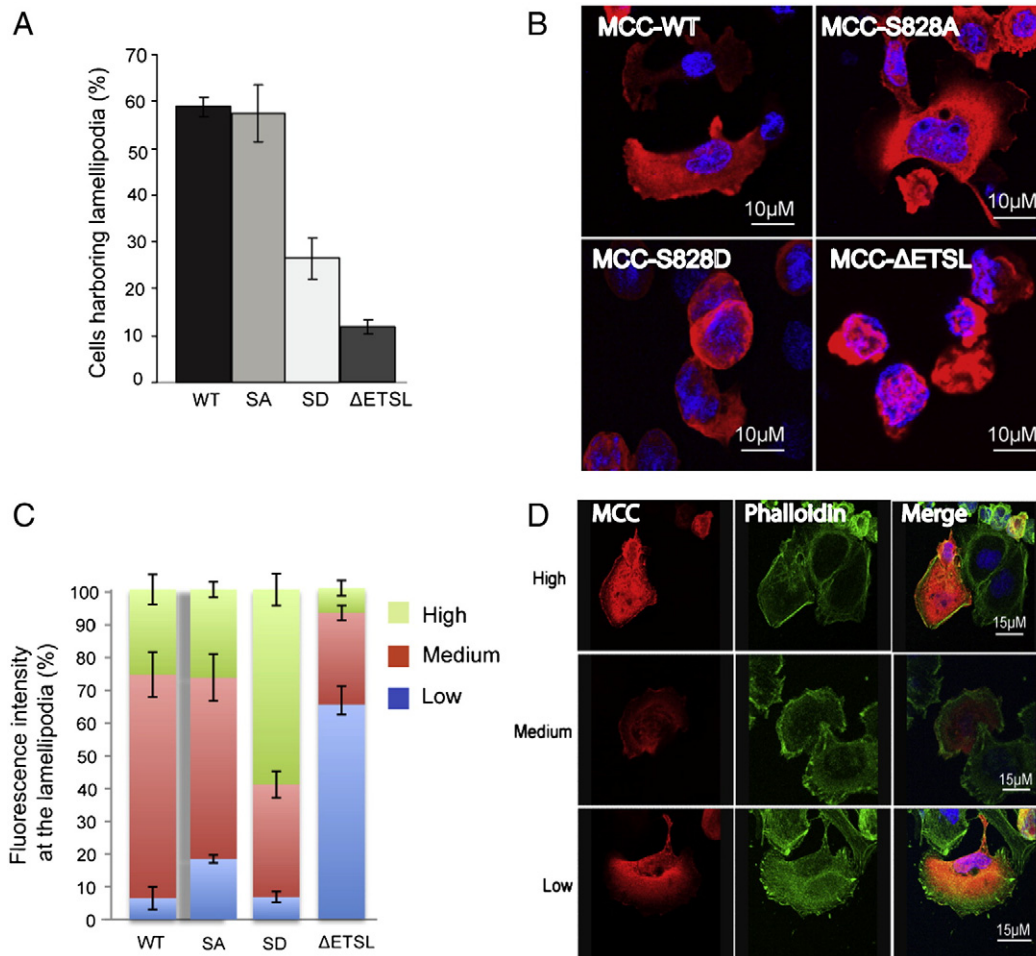 A
Cells harboring lamellipodia (%)
70
60
70
50
30
20
10
0
WT SA SD ΔETSL
B
MCC-WT
10µM
MCC-S828A
10µM
MCC-S828D
10µM
MCC-ΔETSL
10µM
C
Fluorescence intensity
at the lamellipodia (%)
100
90
80
70
60
50
40
30
20
10
0
WT SA SD ΔETSL
High
Medium
Low
D
MCC Phalloidin Merge
High
15µM
Medium
15µM
Low
15µM